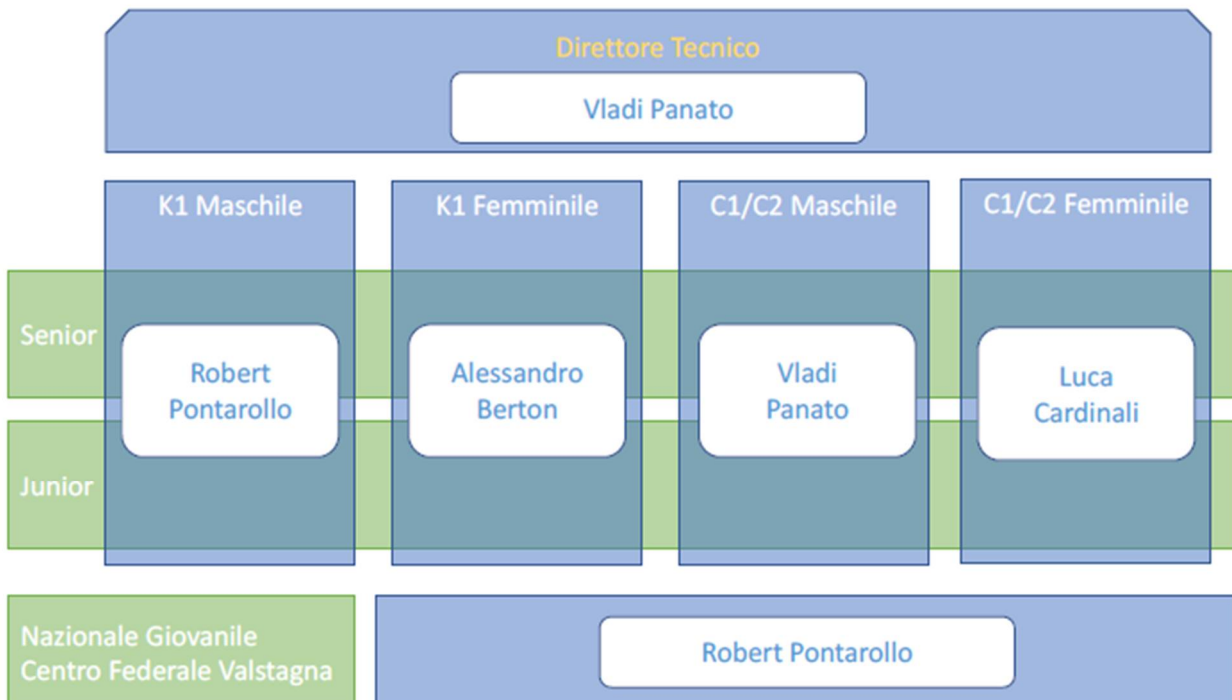 Direttore Tecnico
Vladi Panato
K1 Maschile
K1 Femminile
C1/C2 Maschile
C1/C2 Femminile
Senior
Robert
Pontarollo
Alessandro
Berton
Vladi
Panato
Luca
Cardinali
Junior
Nazionale Giovanile
Centro Federale Valstagna
Robert Pontarollo